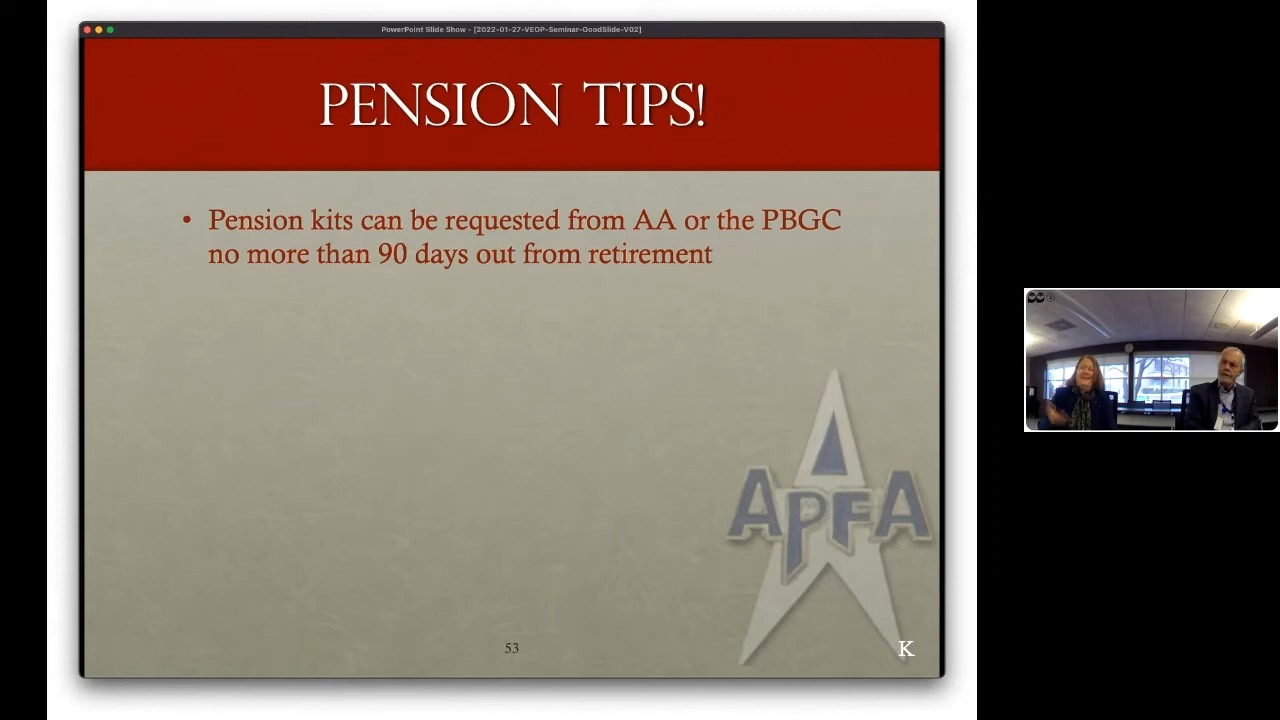 PowerPoint Slide Show - [2022-01-27-VEOP-Seminar-GoodSlide-V02]
PENSION TIPS!
• Pension kits can be requested from AA or the PBGC
no more than 90 days out from retirement
APFA
53
K